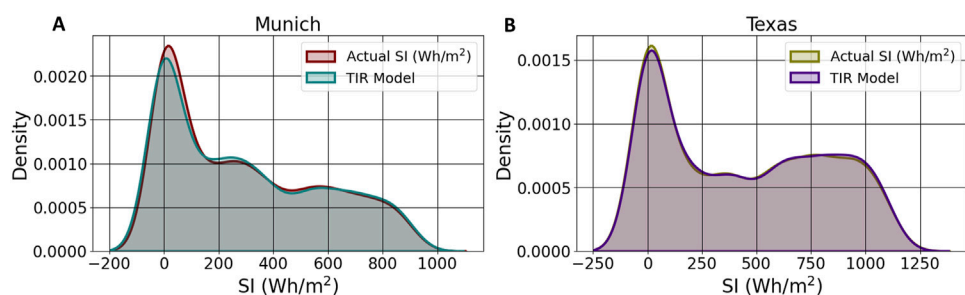 A
Munich
Actual SI (Wh/m²)
TIR Model
Density
0.0020
0.0015
0.0010
0.0005
0.0000
−200 0 200 400 600 800 1000
SI (Wh/m²)
B
Texas
Actual SI (Wh/m²)
TIR Model
Density
0.0015
0.0010
0.0005
0.0000
−250 0 250 500 750 1000 1250
SI (Wh/m²)